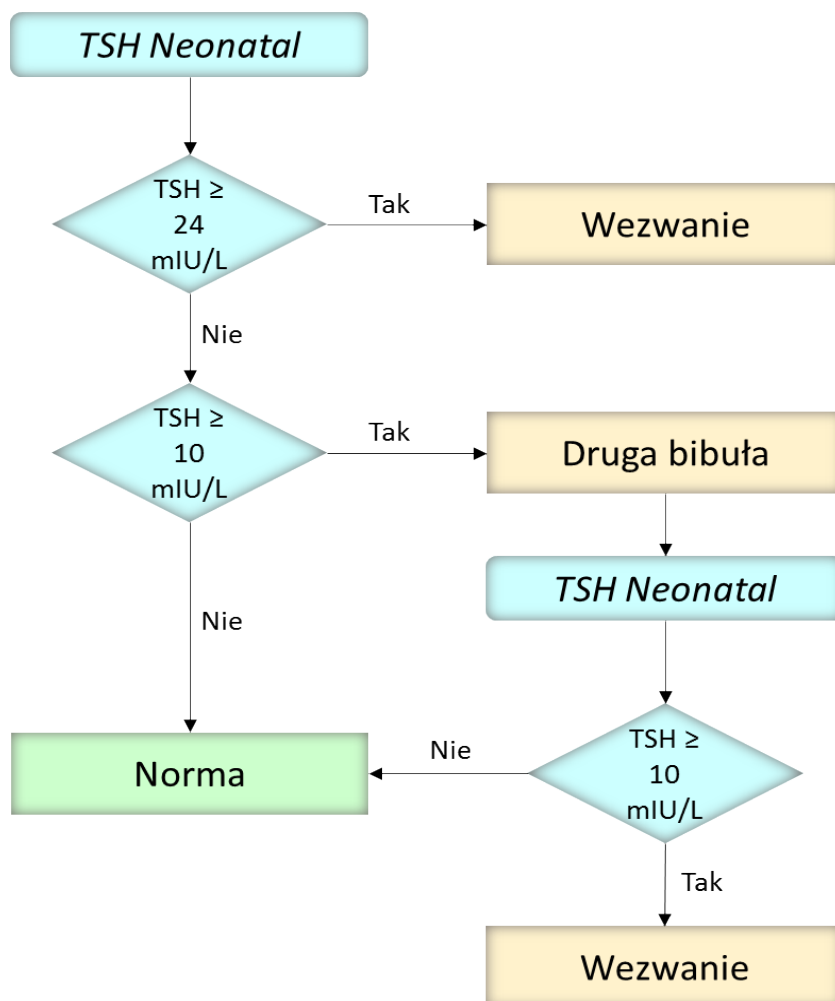 TSH Neonatal
TSH ≥
24
mIU/L
Tak
Wezwanie
Nie
TSH ≥
10
mIU/L
Tak
Druga bibuła
TSH Neonatal
Nie
TSH ≥
10
mIU/L
Nie
Norma
Tak
Wezwanie